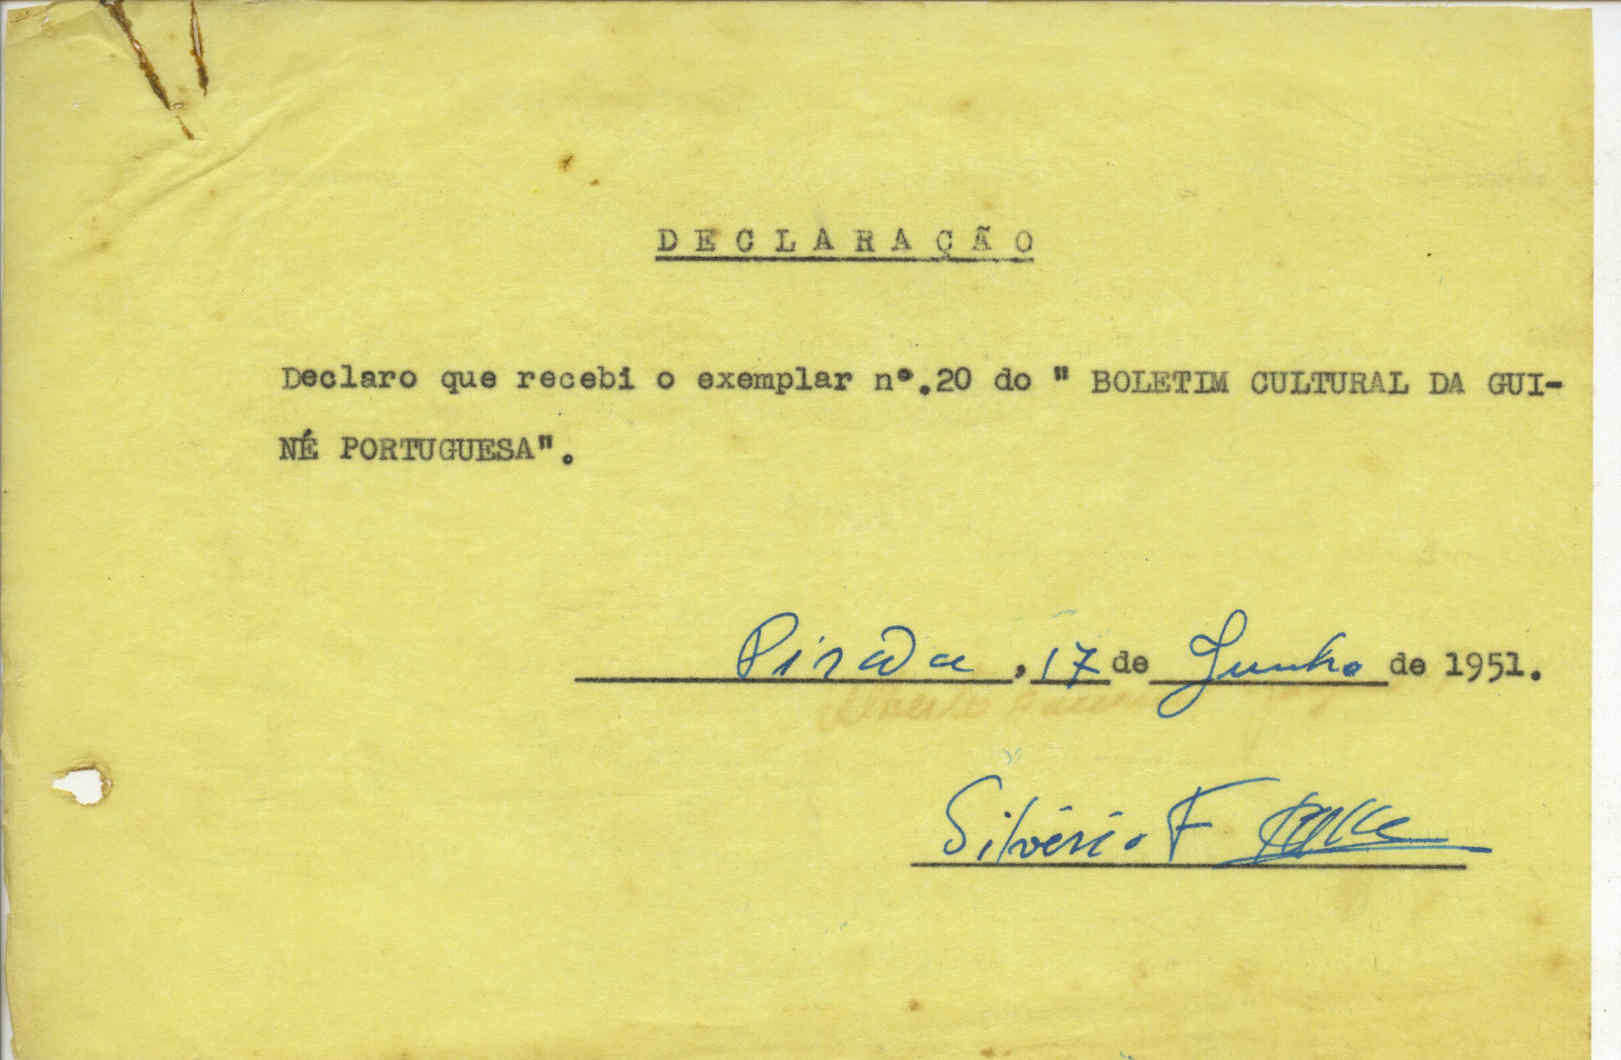 DECLARAÇÃO
Declaro que recebi o exemplar nº.20 do " BOLETIM CULTURAL DA GUI-
NÉ PORTUGUESA".
Pirada, 17 de Junho de 1951.
Silvério F